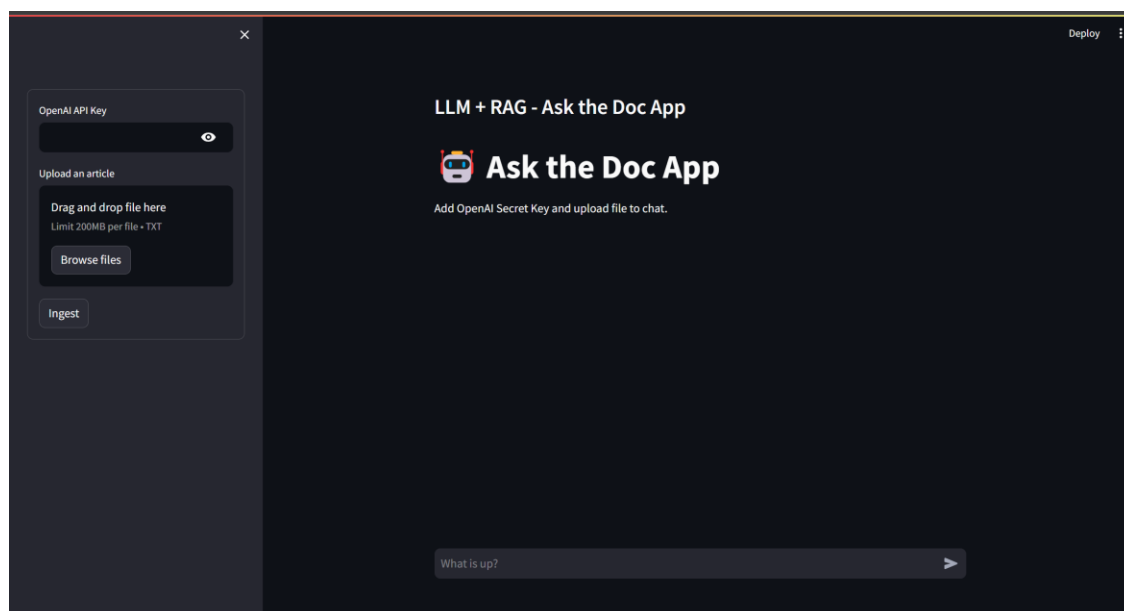 Deploy
OpenAI API Key
Upload an article
Drag and drop file here
Limit 200MB per file • TXT
Browse files
Ingest
LLM + RAG - Ask the Doc App
Ask the Doc App
Add OpenAI Secret Key and upload file to chat.
What is up?